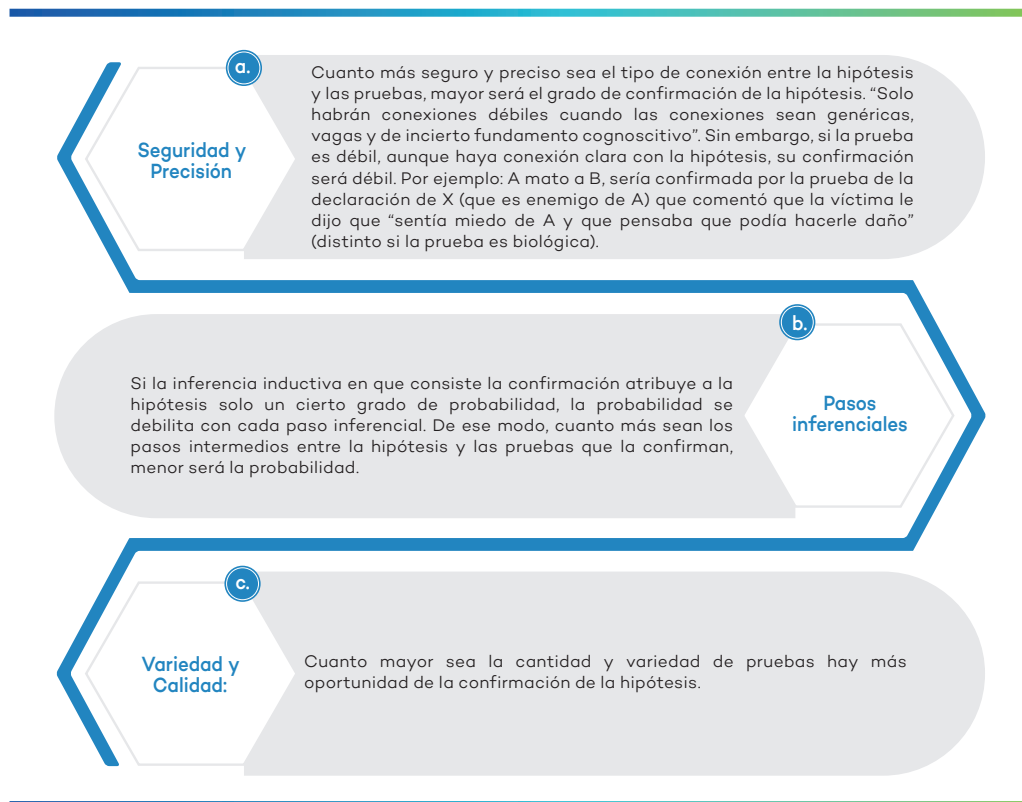 a.
Seguridad y
Precisión
Cuanto más seguro y preciso sea el tipo de conexión entre la hipótesis
y las pruebas, mayor será el grado de confirmación de la hipótesis. “Solo
habrán conexiones débiles cuando las conexiones sean genéricas,
vagas y de incierto fundamento cognoscitivo”. Sin embargo, si la prueba
es débil, aunque haya conexión clara con la hipótesis, su confirmación
será débil. Por ejemplo: A mato a B, sería confirmada por la prueba de la
declaración de X (que es enemigo de A) que comentó que la víctima le
dijo que “sentía miedo de A y que pensaba que podía hacerle daño”
(distinto si la prueba es biológica).
b.
Pasos
inferenciales
Si la inferencia inductiva en que consiste la confirmación atribuye a la
hipótesis solo un cierto grado de probabilidad, la probabilidad se
debilita con cada paso inferencial. De ese modo, cuanto más sean los
pasos intermedios entre la hipótesis y las pruebas que la confirman,
menor será la probabilidad.
c.
Variedad y
Calidad:
Cuanto mayor sea la cantidad y variedad de pruebas hay más
oportunidad de la confirmación de la hipótesis.